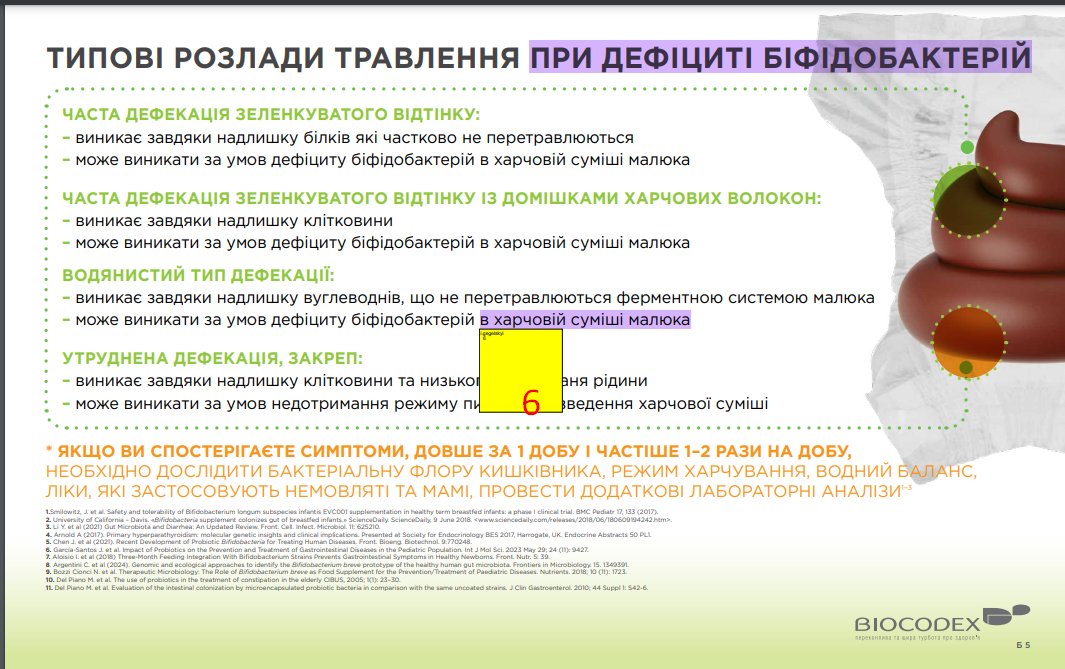 ТИПОВІ РОЗЛАДИ ТРАВЛЕННЯ ПРИ ДЕФІЦИТІ БІФІДОБАКТЕРІЙ
ЧАСТА ДЕФЕКАЦІЯ ЗЕЛЕНКУВАТОГО ВІДТІНКУ:
– виникає завдяки надлишку білків які частково не перетравлюються
– може виникати за умов дефіциту біфідобактерій в харчовій суміші малюка
ЧАСТА ДЕФЕКАЦІЯ ЗЕЛЕНКУВАТОГО ВІДТІНКУ ІЗ ДОМІШКАМИ ХАРЧОВИХ ВОЛОКОН:
– виникає завдяки надлишку клітковини
– може виникати за умов дефіциту біфідобактерій в харчовій суміші малюка
ВОДЯНИСТИЙ ТИП ДЕФЕКАЦІЇ:
– виникає завдяки надлишку вуглеводнів, що не перетравлюються ферментною системою малюка
– може виникати за умов дефіциту біфідобактерій в харчовій суміші малюка
УТРУДНЕНА ДЕФЕКАЦІЯ, ЗАКРЕП:
– виникає завдяки надлишку клітковини та рідини
– може виникати за умов недотримання режиму харчової суміші
6
* ЯКЩО ВИ СПОСТЕРІГАЄТЕ СИМПТОМИ, ДОВШЕ ЗА 1 ДОБУ І ЧАСТІШЕ 1–2 РАЗИ НА ДОБУ,
НЕОБХІДНО ДОСЛІДИТИ БАКТЕРІАЛЬНУ ФЛОРУ КИШКІВНИКА, РЕЖИМ ХАРЧУВАННЯ, ВОДНИЙ БАЛАНС,
ЛІКИ, ЯКІ ЗАСТОСОВУЮТЬ НЕМОВЛЯТІ ТА МАМІ, ПРОВЕСТИ ДОДАТКОВІ ЛАБОРАТОРНІ АНАЛІЗИ1–3
1.Smilowitz, J. et al. Safety and tolerability of Bifidobacterium longum subspecies infantis EVC001 supplementation in healthy term breastfed infants: a phase I clinical trial. BMC Pediatr 17, 133 (2017).
2. University of California - Davis. «Bifidobacteria supplement colonizes gut of breastfed infants.» ScienceDaily. ScienceDaily, 9 June 2018. <www.sciencedaily.com/releases/2018/06/180609194242.htm>.
3. Li Y et al (2021) Gut Microbiota and Diarrhea: An Updated Review. Front. Cell. Infect. Microbiol. 11: 625210.
4. Arnold A (2017). Primary hyperparathyroidism: molecular genetic insights and clinical implications. Presented at Society for Endocrinology BES 2017, Harrogate, UK. Endocrine Abstracts 50 PL1.
5. Chen J. et al (2021). Recent Development of Probiotic Bifidobacteria for Treating Human Diseases. Front. Bioeng. Biotechnol. 9:770248.
6. García-Santos J. et al. Impact of Probiotics on the Prevention and Treatment of Gastrointestinal Diseases in the Pediatric Population. Int J Mol Sci. 2023 May 29; 24 (11): 9427.
7. Aloisio I. et al (2018) Three-Month Feeding Integration With Bifidobacterium Strains Prevents Gastrointestinal Symptoms in Healthy Newborns. Front. Nutr. 5: 39.
8. Argentini C. et al (2024). Genomic and ecological approaches to identify the Bifidobacterium breve prototype of the healthy human gut microbiota. Frontiers in Microbiology. 15. 1349391.
9. Bozzi Cionci N. et al. Therapeutic Microbiology: The Role of Bifidobacterium breve as Food Supplement for the Prevention/Treatment of Paediatric Diseases. Nutrients. 2018; 10 (11): 1723.
10. Del Piano M. et al. The use of probiotics in the treatment of constipation in the elderly CIBUS, 2005; 1(1): 23–30.
11. Del Piano M. et al. Evaluation of the intestinal colonization by microencapsulated probiotic bacteria in comparison with the same uncoated strains. J Clin Gastroenterol. 2010; 44 Suppl 1: S42-6.
BIOCODEX
переконлива та щира турбота про здоров'я
Б 5